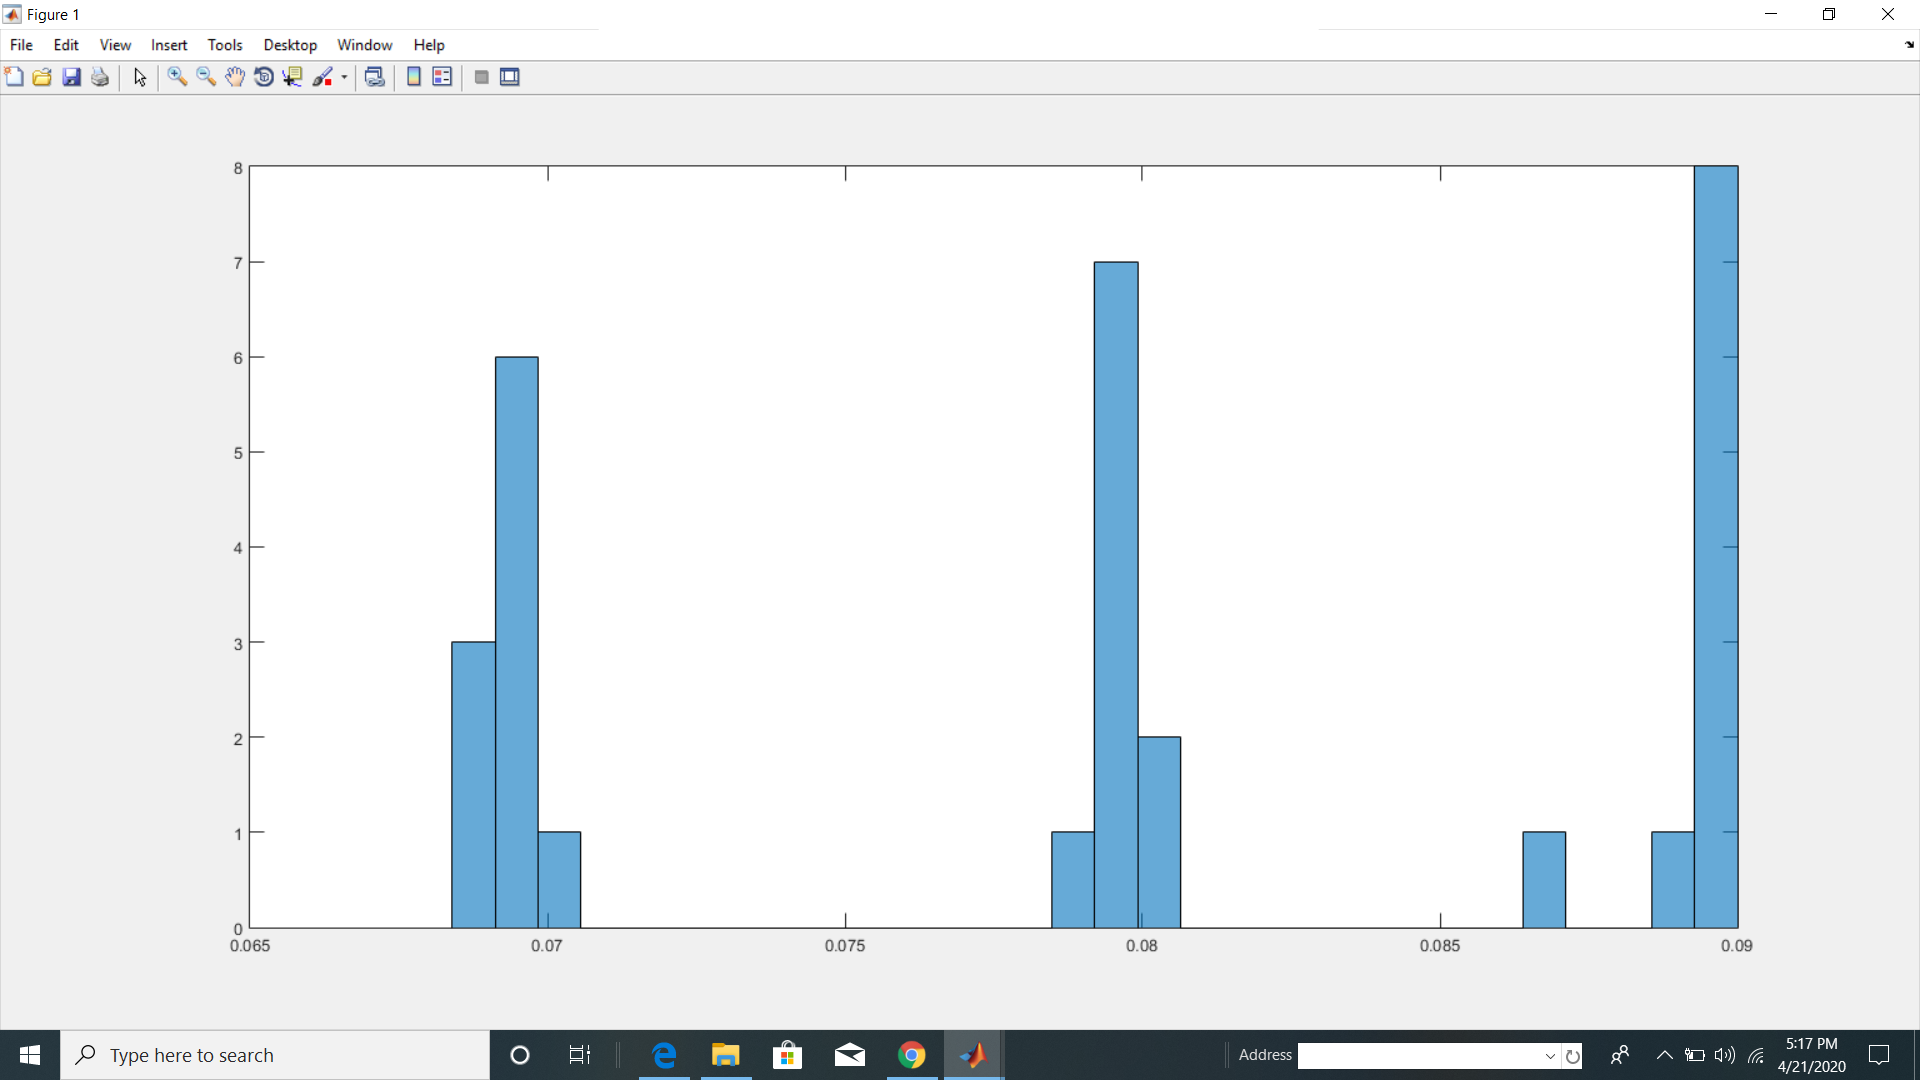 Figure 1
File Edit View Insert Tools Desktop Window Help
8
7
6
5
4
3
2
1
0
0.065 0.07 0.075 0.08 0.085 0.09
Type here to search
Address
5:17 PM
4/21/2020